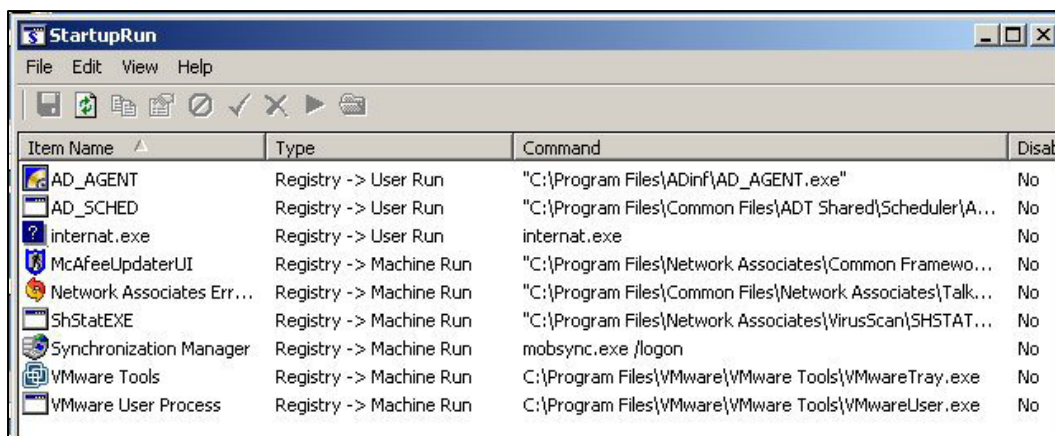 StartupRun
File Edit View Help
Item Name Type Command Disab
AD_AGENT Registry -> User Run "C:\Program Files\ADinf\AD_AGENT.exe" No
AD_SCHED Registry -> User Run "C:\Program Files\Common Files\ADT Shared\Scheduler\A... No
internat.exe Registry -> User Run internat.exe No
McAfeeUpdaterUI Registry -> Machine Run "C:\Program Files\Network Associates\Common Framewo... No
Network Associates Err... Registry -> Machine Run "C:\Program Files\Common Files\Network Associates\Talk... No
ShStatEXE Registry -> Machine Run "C:\Program Files\Network Associates\VirusScan\SHSTAT... No
Synchronization Manager Registry -> Machine Run mobsync.exe /logon No
VMware Tools Registry -> Machine Run C:\Program Files\VMware\VMware Tools\VMwareTray.exe No
VMware User Process Registry -> Machine Run C:\Program Files\VMware\VMware Tools\VMwareUser.exe No